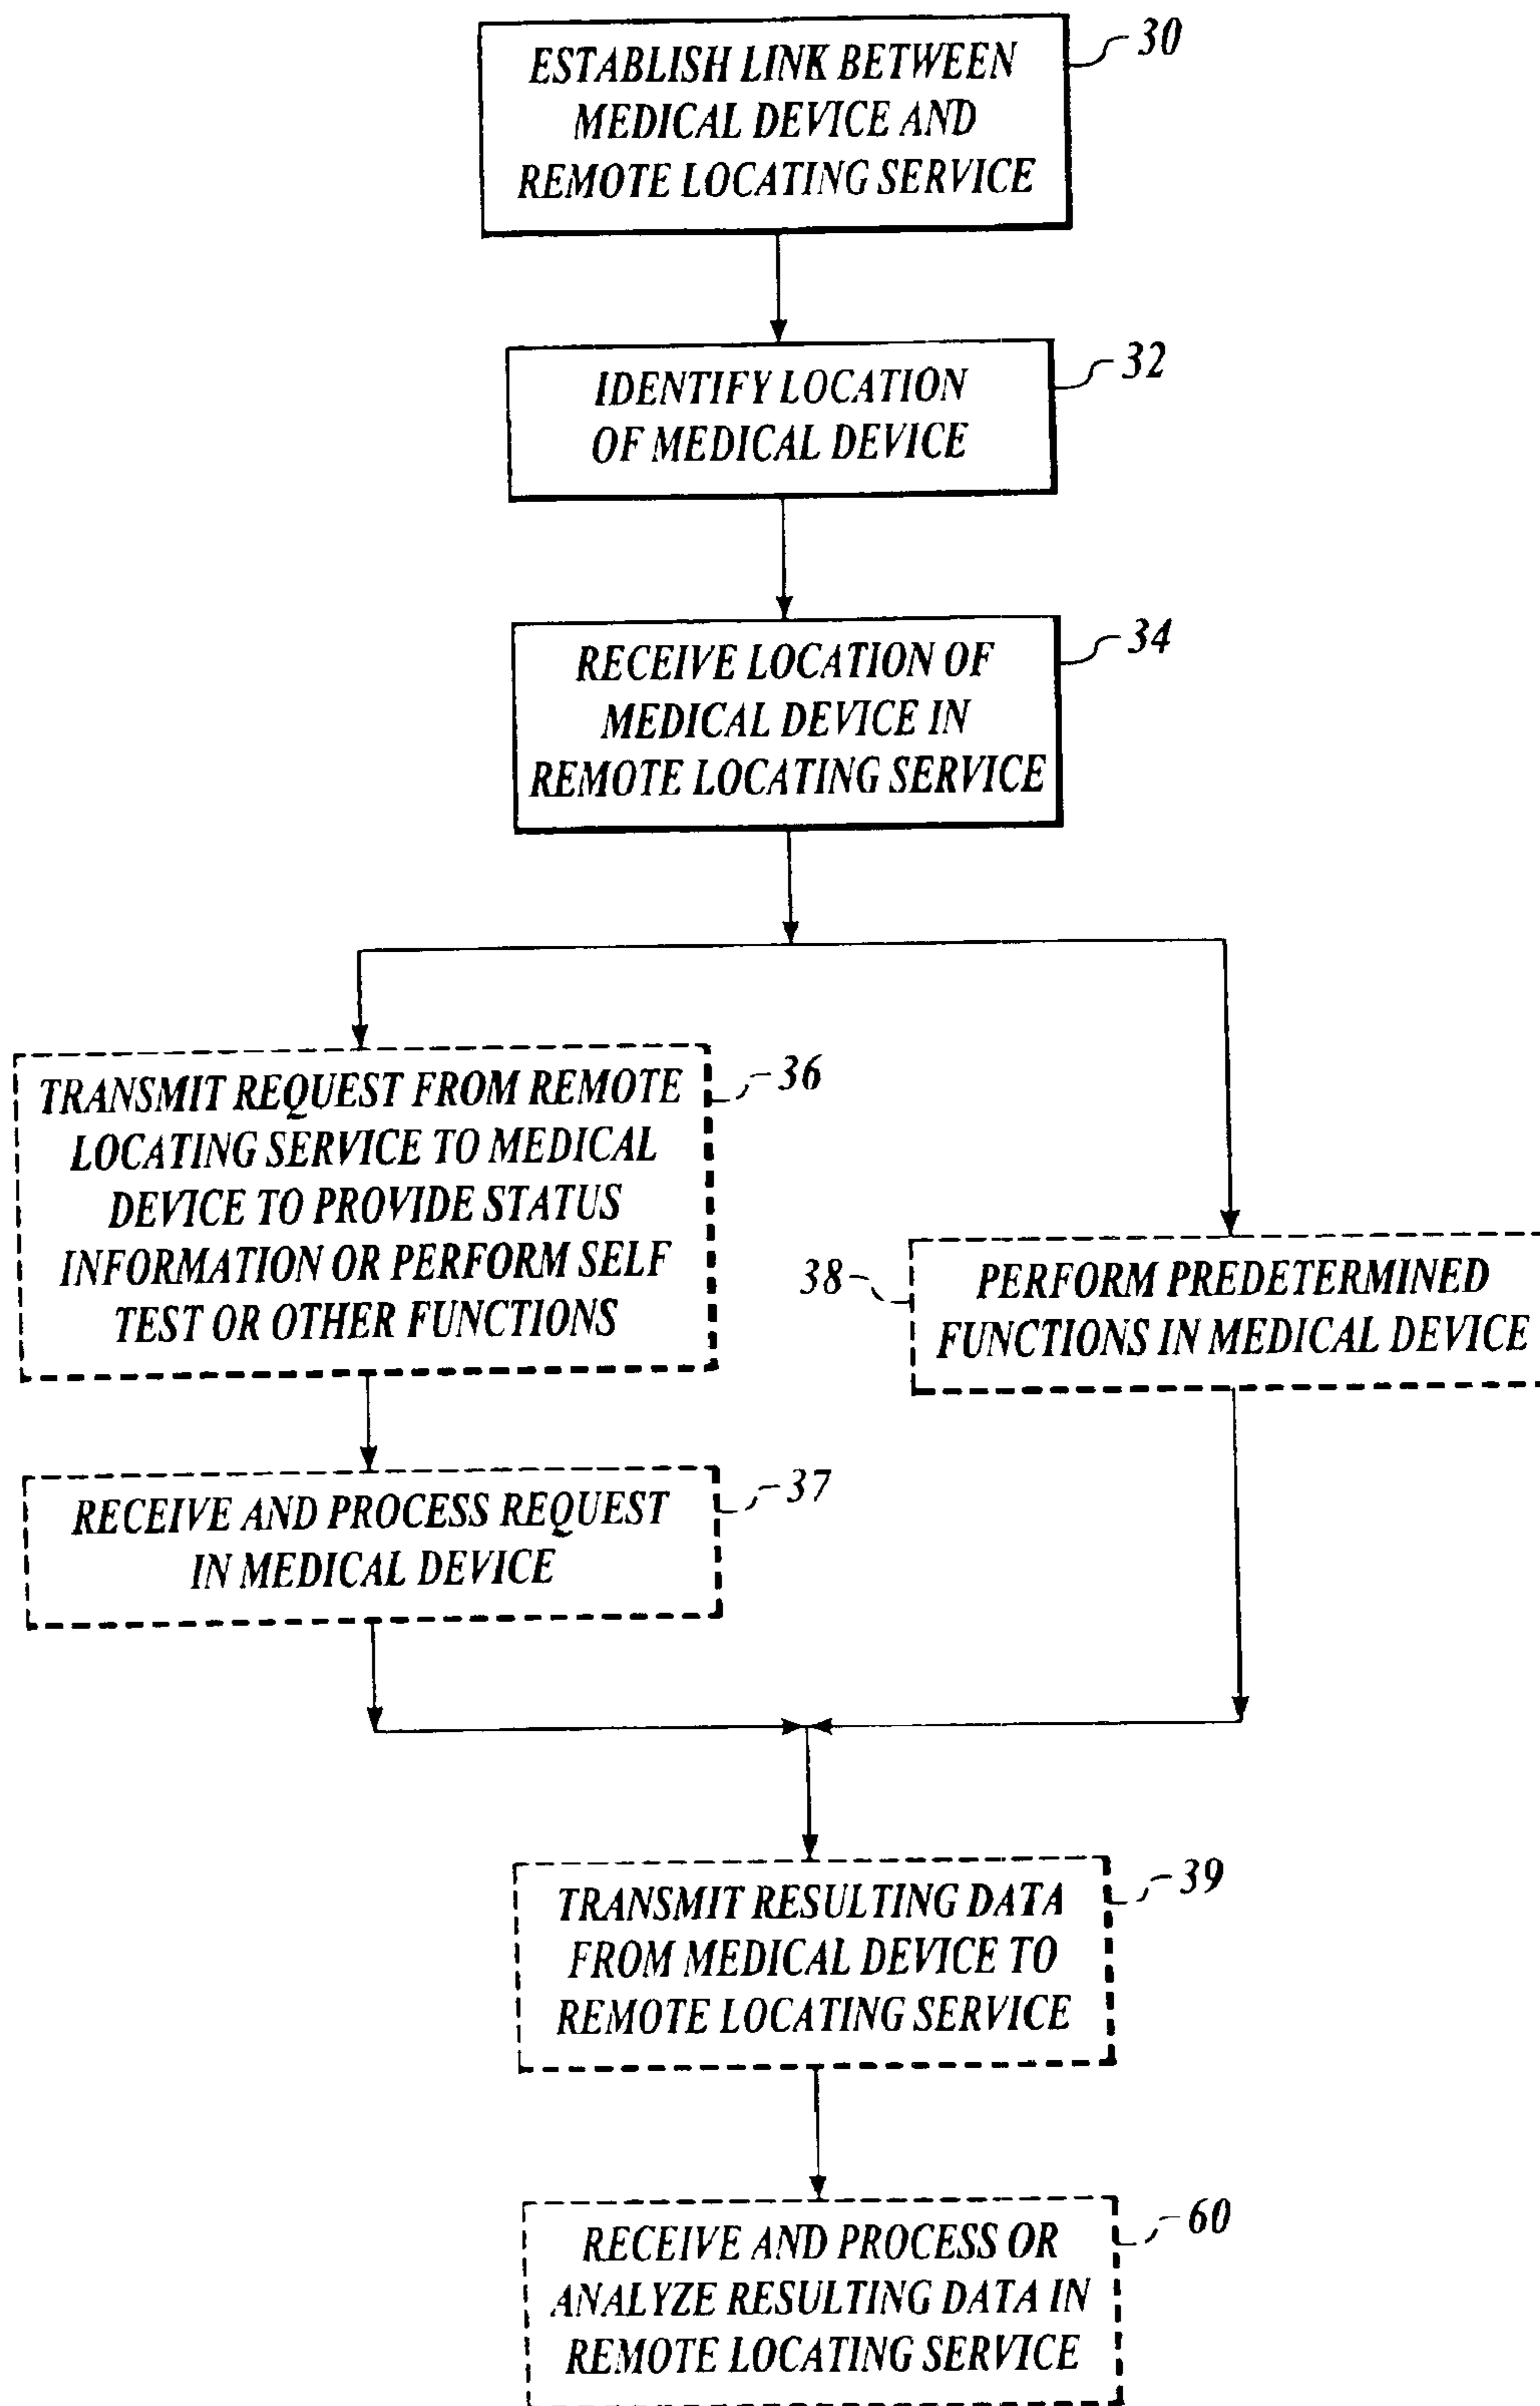 30
ESTABLISH LINK BETWEEN
MEDICAL DEVICE AND
REMOTE LOCATING SERVICE
32
IDENTIFY LOCATION
OF MEDICAL DEVICE
34
RECEIVE LOCATION OF
MEDICAL DEVICE IN
REMOTE LOCATING SERVICE
36
TRANSMIT REQUEST FROM REMOTE
LOCATING SERVICE TO MEDICAL
DEVICE TO PROVIDE STATUS
INFORMATION OR PERFORM SELF
TEST OR OTHER FUNCTIONS
38
PERFORM PREDETERMINED
FUNCTIONS IN MEDICAL DEVICE
37
RECEIVE AND PROCESS REQUEST
IN MEDICAL DEVICE
39
TRANSMIT RESULTING DATA
FROM MEDICAL DEVICE TO
REMOTE LOCATING SERVICE
60
RECEIVE AND PROCESS OR
ANALYZE RESULTING DATA IN
REMOTE LOCATING SERVICE